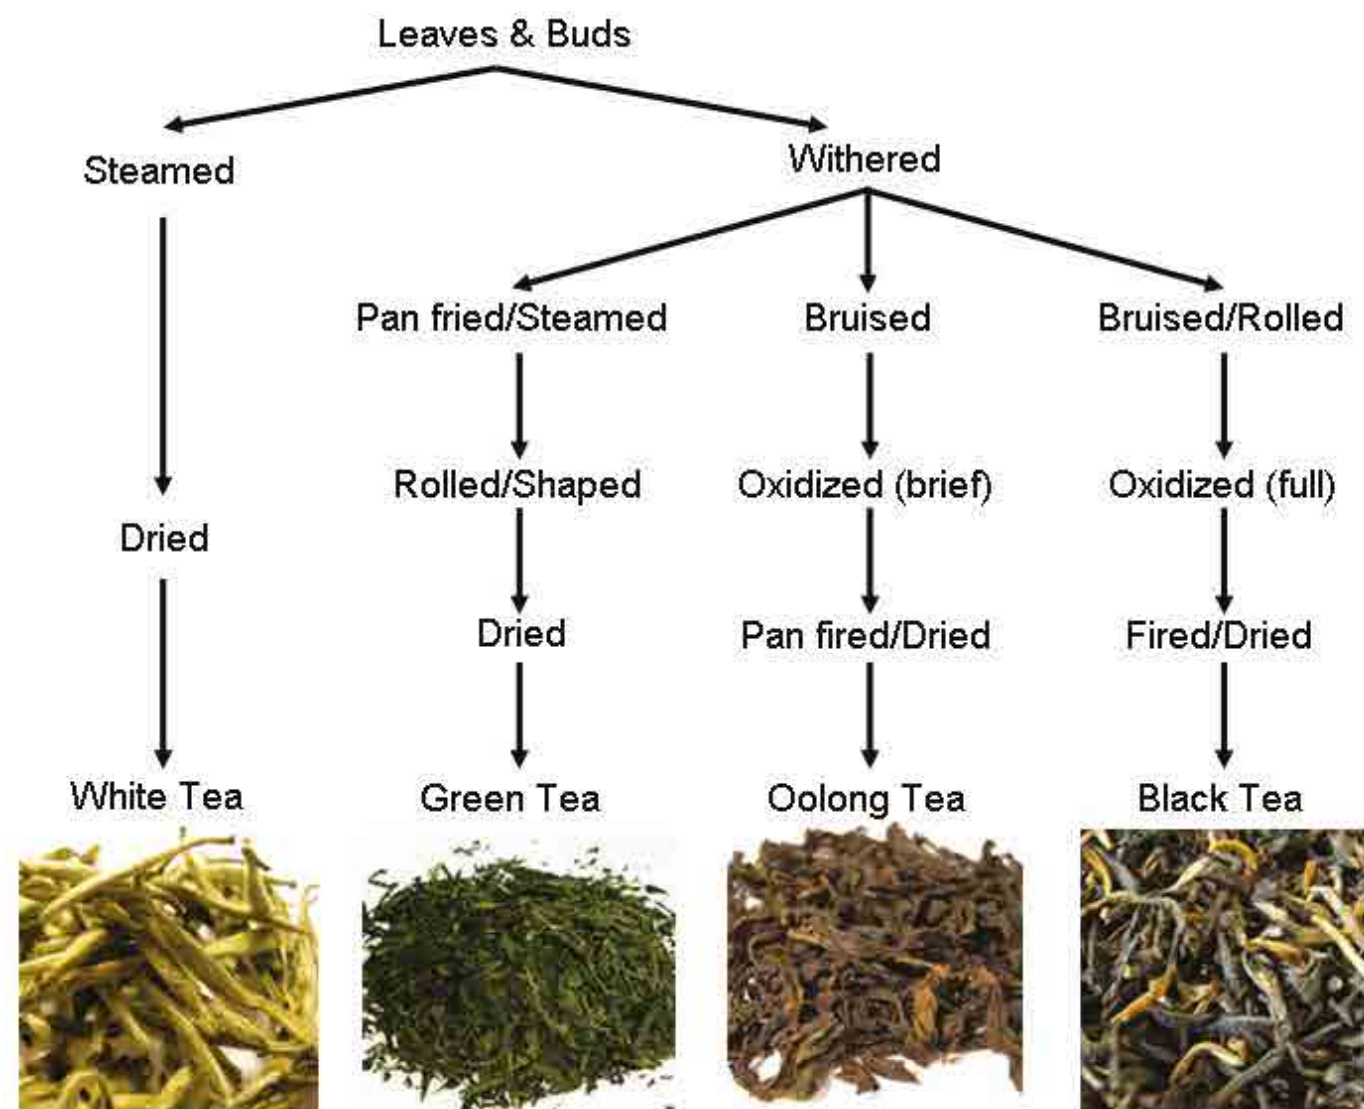 Leaves & Buds
Steamed
Withered
Pan fried/Steamed
Bruised
Bruised/Rolled
Rolled/Shaped
Oxidized (brief)
Oxidized (full)
Dried
Dried
Pan fired/Dried
Fired/Dried
White Tea
Green Tea
Oolong Tea
Black Tea